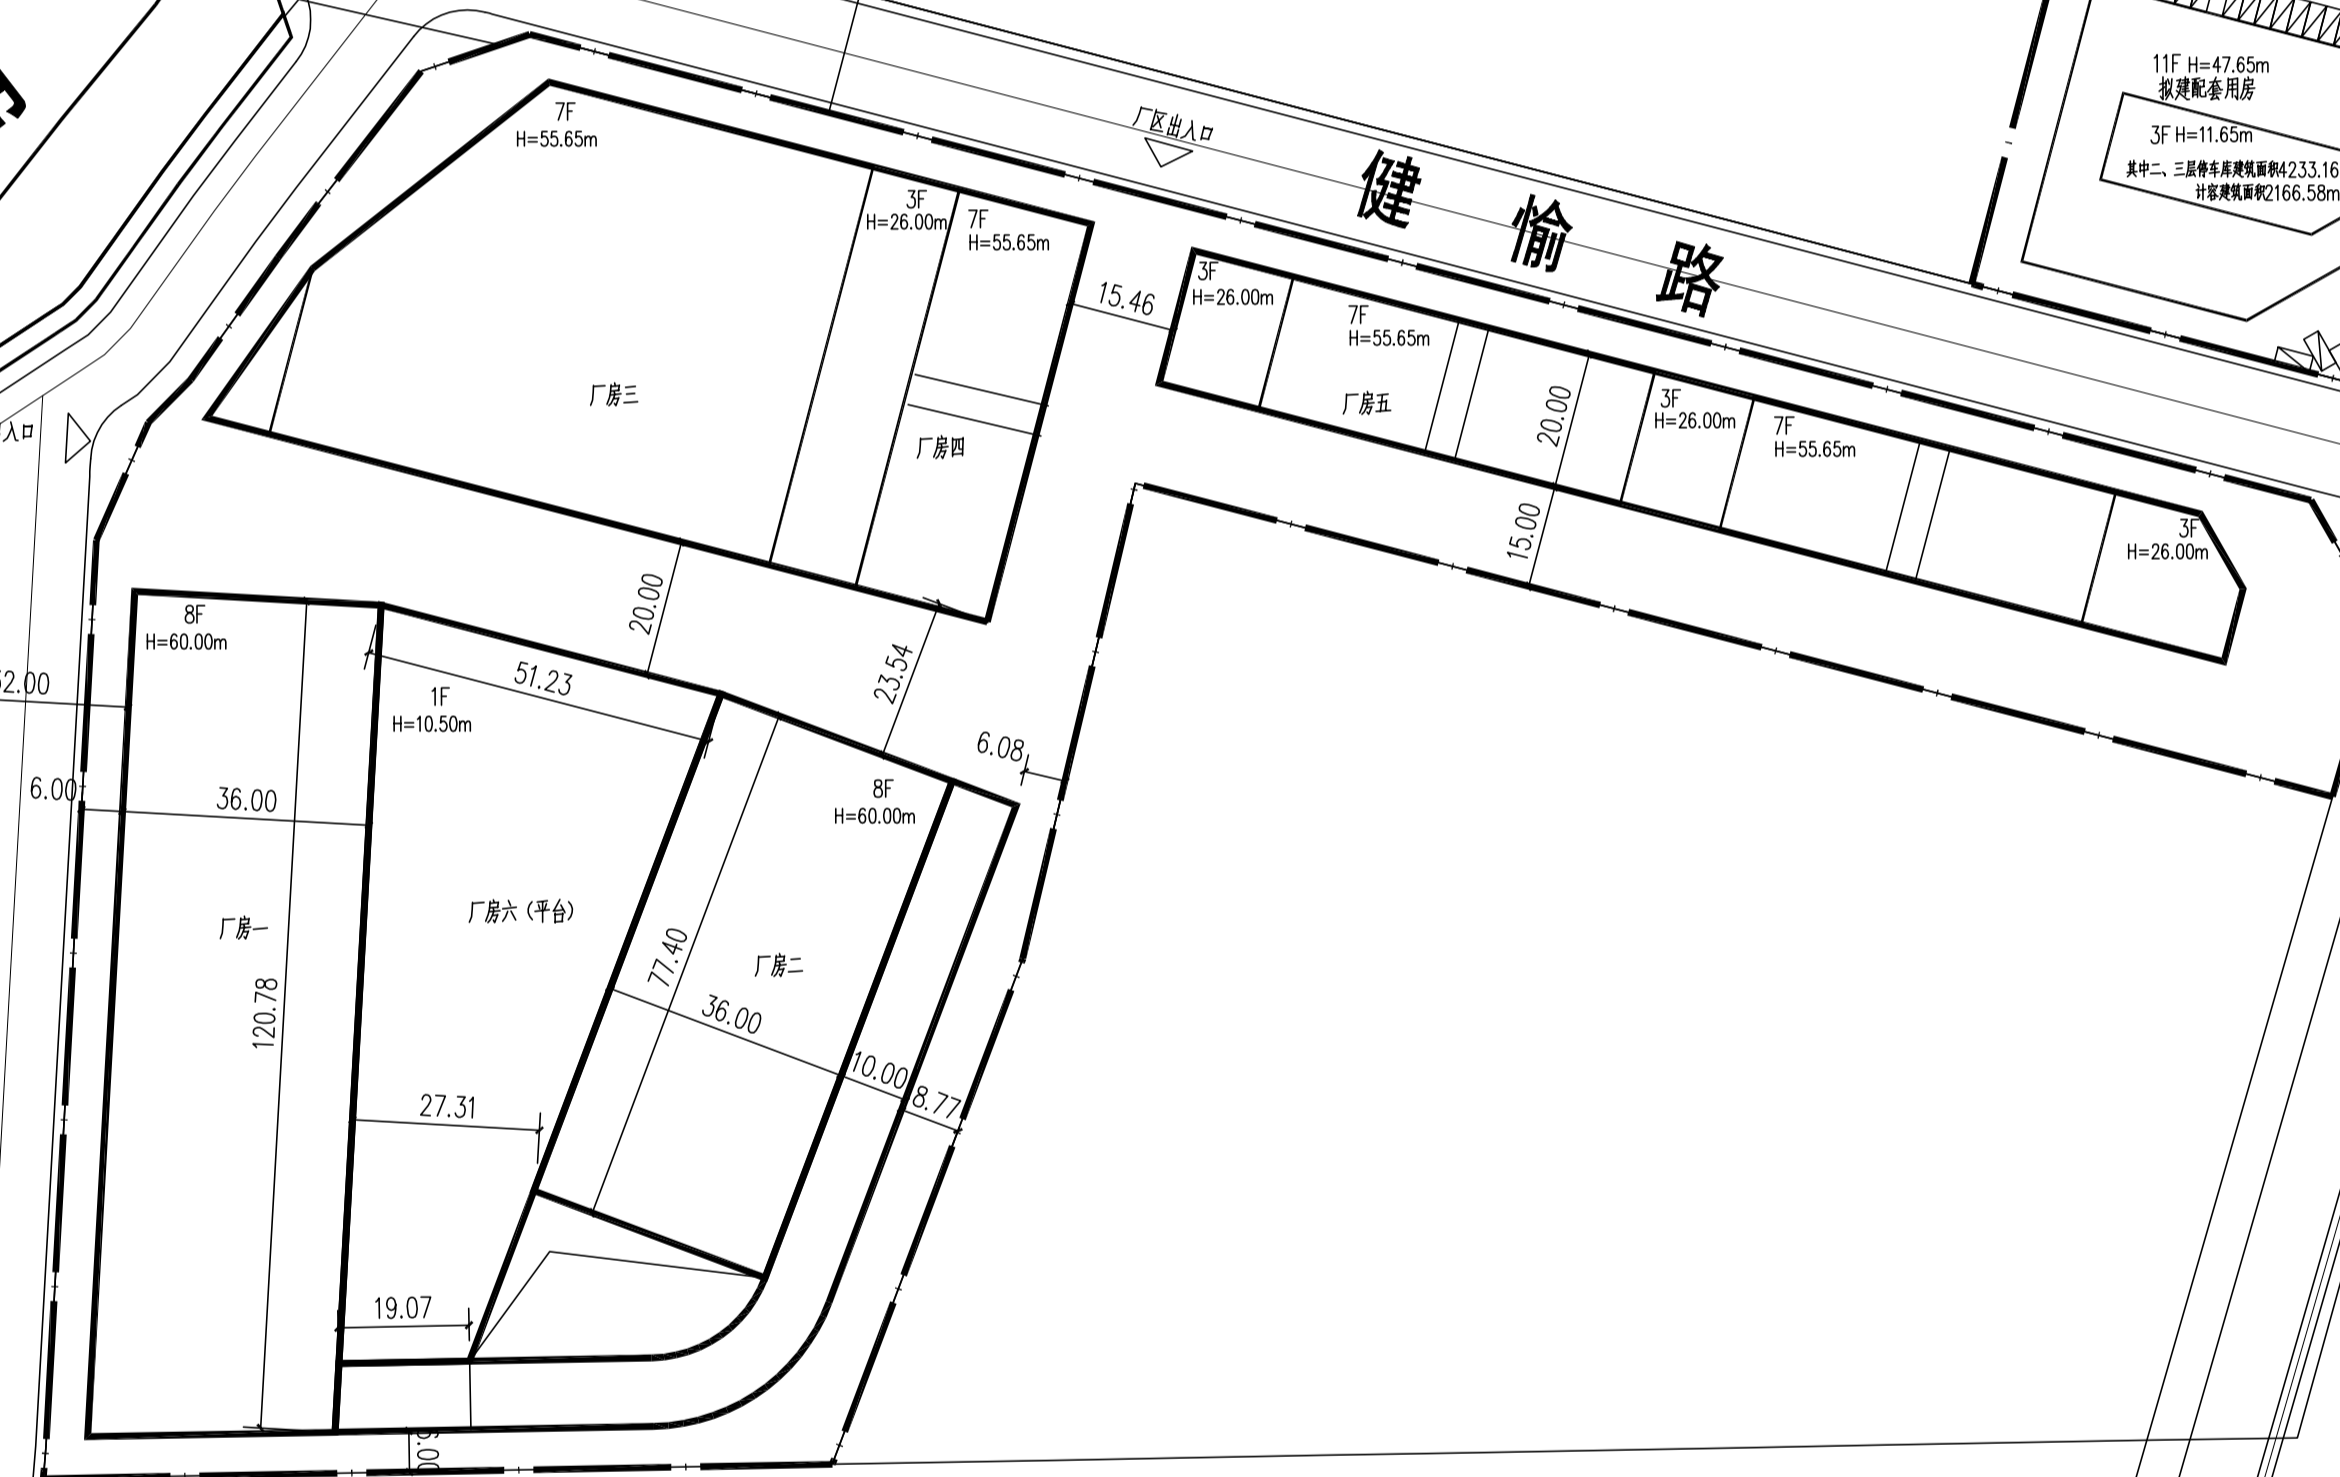 11F H=47.65m
拟建配套用房
3F H=11.65m
其中二、三层停车库建筑面积4233.16
计容建筑面积2166.58m
厂区出入口
健愉路
7F
H=55.65m
3F
H=26.00m
7F
H=55.65m
厂房三
厂房四
15.46
3F
H=26.00m
7F
H=55.65m
厂房五
20.00
3F
H=26.00m
7F
H=55.65m
3F
H=26.00m
15.00
入口
8F
H=60.00m
20.00
23.54
51.23
1F
H=10.50m
2.00
6.00
36.00
6.08
8F
H=60.00m
厂房一
厂房六（平台）
厂房二
77.40
120.78
36.00
10.00
8.77
27.31
19.07